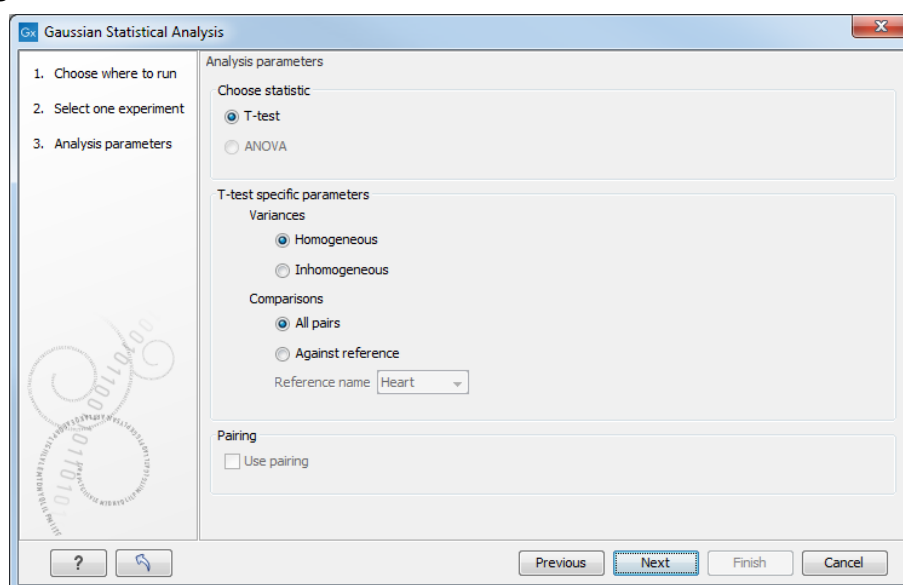 Gx Gaussian Statistical Analysis
1. Choose where to run
2. Select one experiment
3. Analysis parameters
Analysis parameters
Choose statistic
T-test
ANOVA
T-test specific parameters
Variances
Homogeneous
Inhomogeneous
Comparisons
All pairs
Against reference
Reference name Heart
Pairing
Use pairing
? Previous Next Finish Cancel